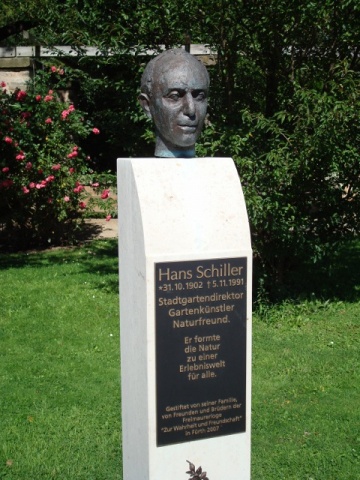 Hans Schiller
*31.10.1902 †5.11.1991
Stadtgartendirektor
Gartenkünstler
Naturfreund.
Er formte
die Natur
zu einer
Erlebniswelt
für alle.
Gestiftet von seiner Familie,
von Freunden und Brüdern der
Freimaurerloge
"Zur Wahrheit und Freundschaft"
in Fürth 2007